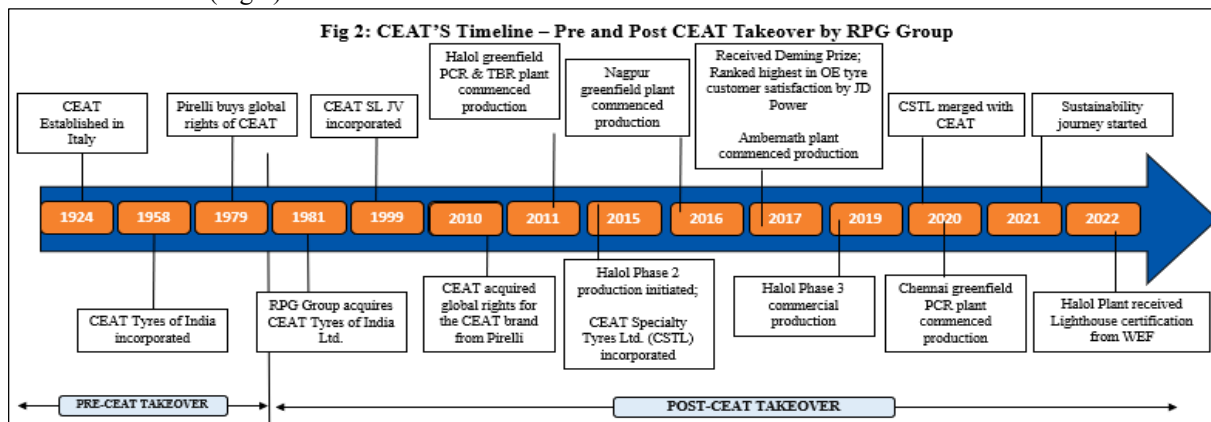 Fig 2: CEAT'S Timeline – Pre and Post CEAT Takeover by RPG Group
CEAT
Established in
Italy
Pirelli buys global
rights of CEAT
CEAT SL JV
incorporated
Halol greenfield
PCR & TBR plant
commenced
production
Nagpur
greenfield plant
commenced
production
Received Deming Prize;
Ranked highest in OE tyre
customer satisfaction by JD
Power
Ambernath plant
commenced production
CSTL merged with
CEAT
Sustainability
journey started
1924
1958
1979
1981
1999
2010
2011
2015
2016
2017
2019
2020
2021
2022
CEAT Tyres of India
incorporated
RPG Group acquires
CEAT Tyres of India
Ltd.
CEAT acquired
global rights for
the CEAT brand
from Pirelli
Halol Phase 2
production initiated;
CEAT Specialty
Tyres Ltd. (CSTL)
incorporated
Halol Phase 3
commercial
production
Chennai greenfield
PCR plant
commenced
production
Halol Plant received
Lighthouse certification
from WEF
PRE-CEAT TAKEOVER
POST-CEAT TAKEOVER